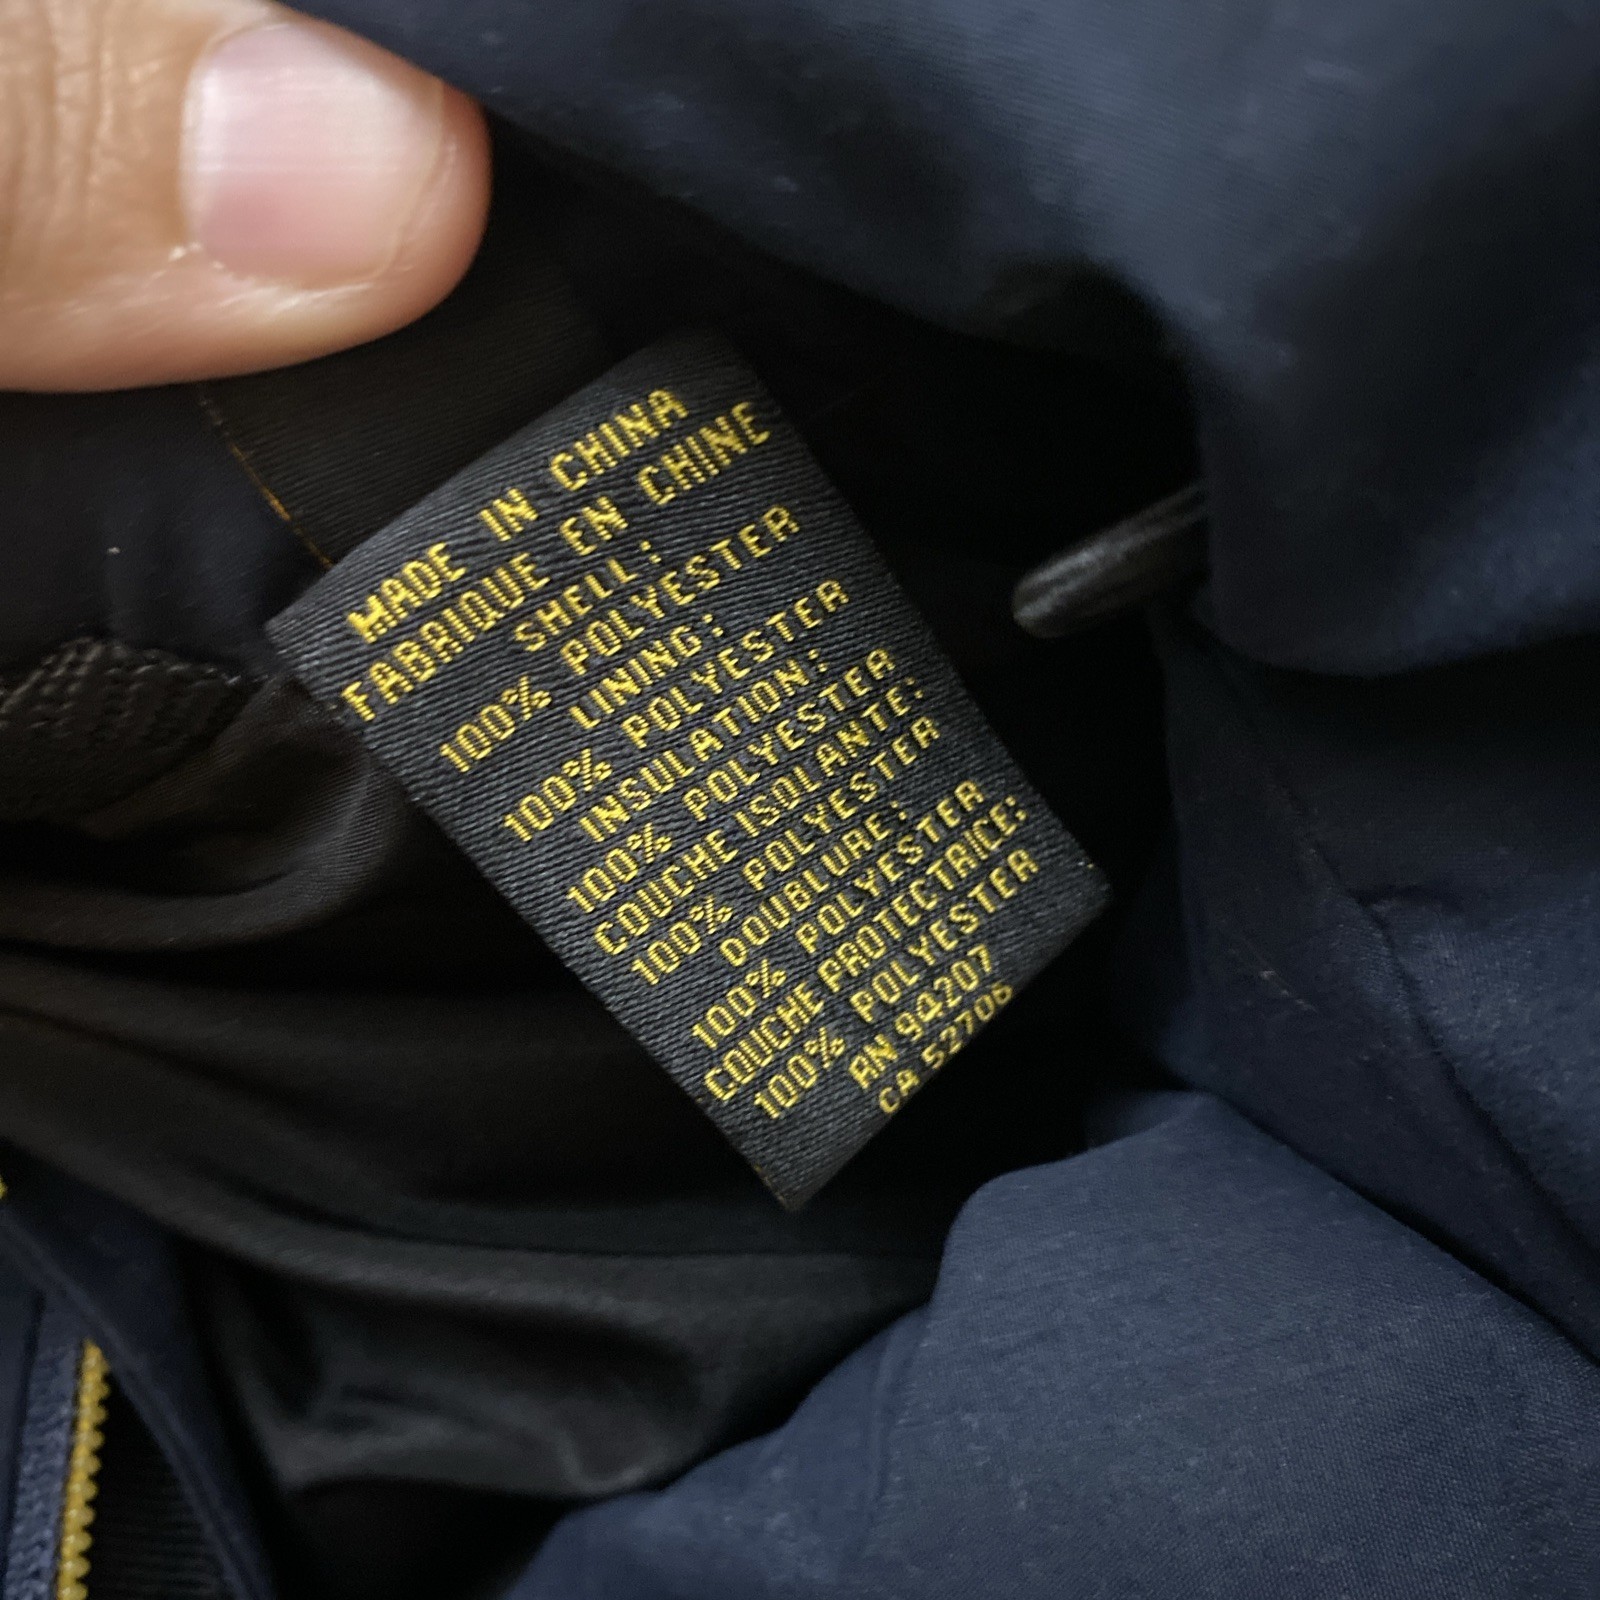 MADE IN CHINA
FABRIQUE EN CHINE
SHELL:
100% POLYESTER
LINING:
100% POLYESTER
INSULATION:
100% POLYESTER
COUCHE ISOLANTE:
100% POLYESTER
DOUBLURE:
100% POLYESTER
COUCHE PROTECTRICE:
100% POLYESTER
RN 94207
CA 52706